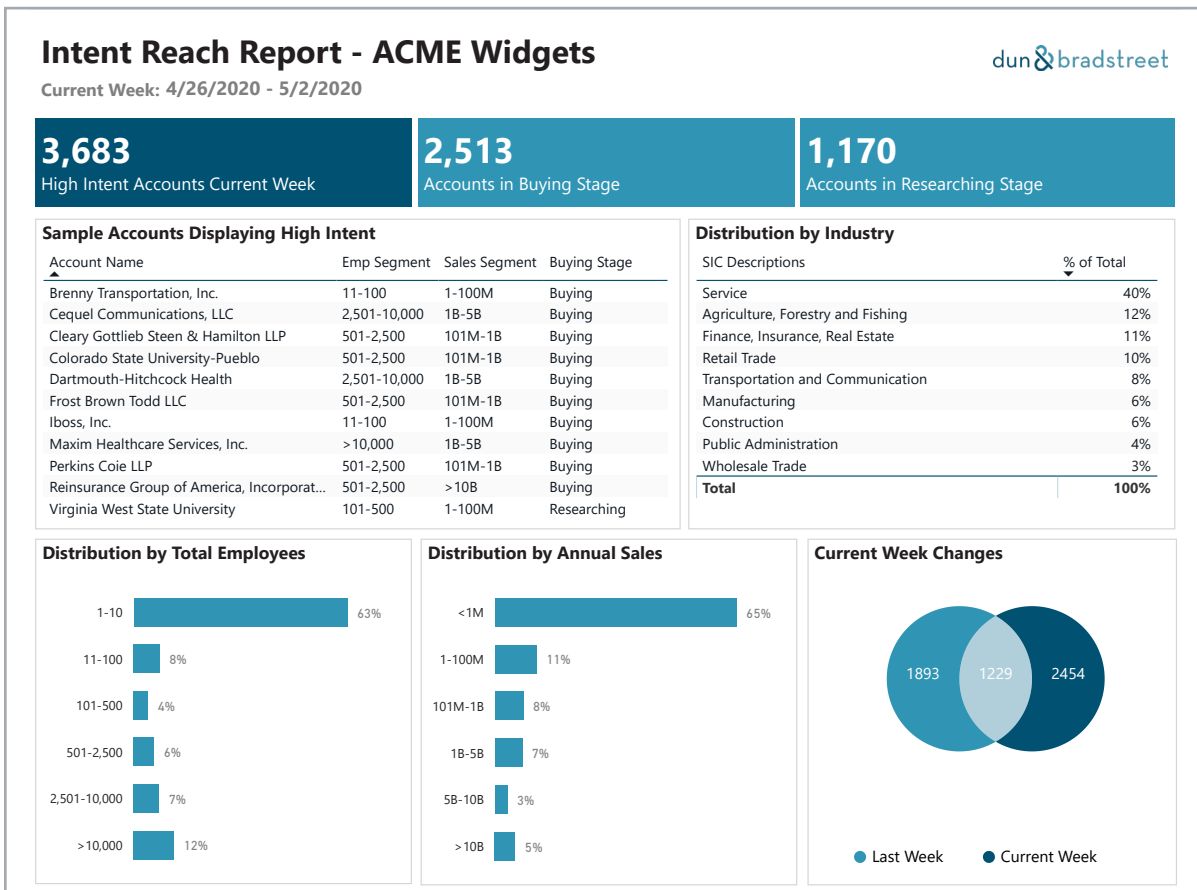 Intent Reach Report - ACME Widgets
dun&bradstreet
Current Week: 4/26/2020 - 5/2/2020
3,683
High Intent Accounts Current Week
2,513
Accounts in Buying Stage
1,170
Accounts in Researching Stage
Sample Accounts Displaying High Intent
Account Name Emp Segment Sales Segment Buying Stage
Brenny Transportation, Inc. 11-100 1-100M Buying
Cequel Communications, LLC 2,501-10,000 1B-5B Buying
Cleary Gottlieb Steen & Hamilton LLP 501-2,500 101M-1B Buying
Colorado State University-Pueblo 501-2,500 101M-1B Buying
Dartmouth-Hitchcock Health 2,501-10,000 1B-5B Buying
Frost Brown Todd LLC 501-2,500 101M-1B Buying
Iboss, Inc. 11-100 1-100M Buying
Maxim Healthcare Services, Inc. >10,000 1B-5B Buying
Perkins Coie LLP 501-2,500 101M-1B Buying
Reinsurance Group of America, Incorporat... 501-2,500 >10B Buying
Virginia West State University 101-500 1-100M Researching
Distribution by Industry
SIC Descriptions % of Total
Service 40%
Agriculture, Forestry and Fishing 12%
Finance, Insurance, Real Estate 11%
Retail Trade 10%
Transportation and Communication 8%
Manufacturing 6%
Construction 6%
Public Administration 4%
Wholesale Trade 3%
Total 100%
Distribution by Total Employees
1-10 63%
11-100 8%
101-500 4%
501-2,500 6%
2,501-10,000 7%
>10,000 12%
Distribution by Annual Sales
<1M 65%
1-100M 11%
101M-1B 8%
1B-5B 7%
5B-10B 3%
>10B 5%
Current Week Changes
1893 1229 2454
Last Week Current Week